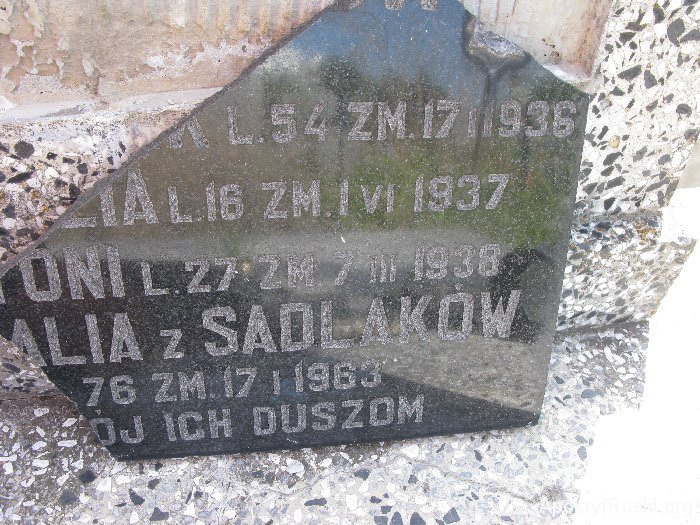 K L.54 ZM.17 I 1936
LIA L.16 ZM.1 VI 1937
TONI L.27 ZM 7 III 1938
ALIA z SADLAKÓW
76 ZM.17 I 1963
ÓJ ICH DUSZOM